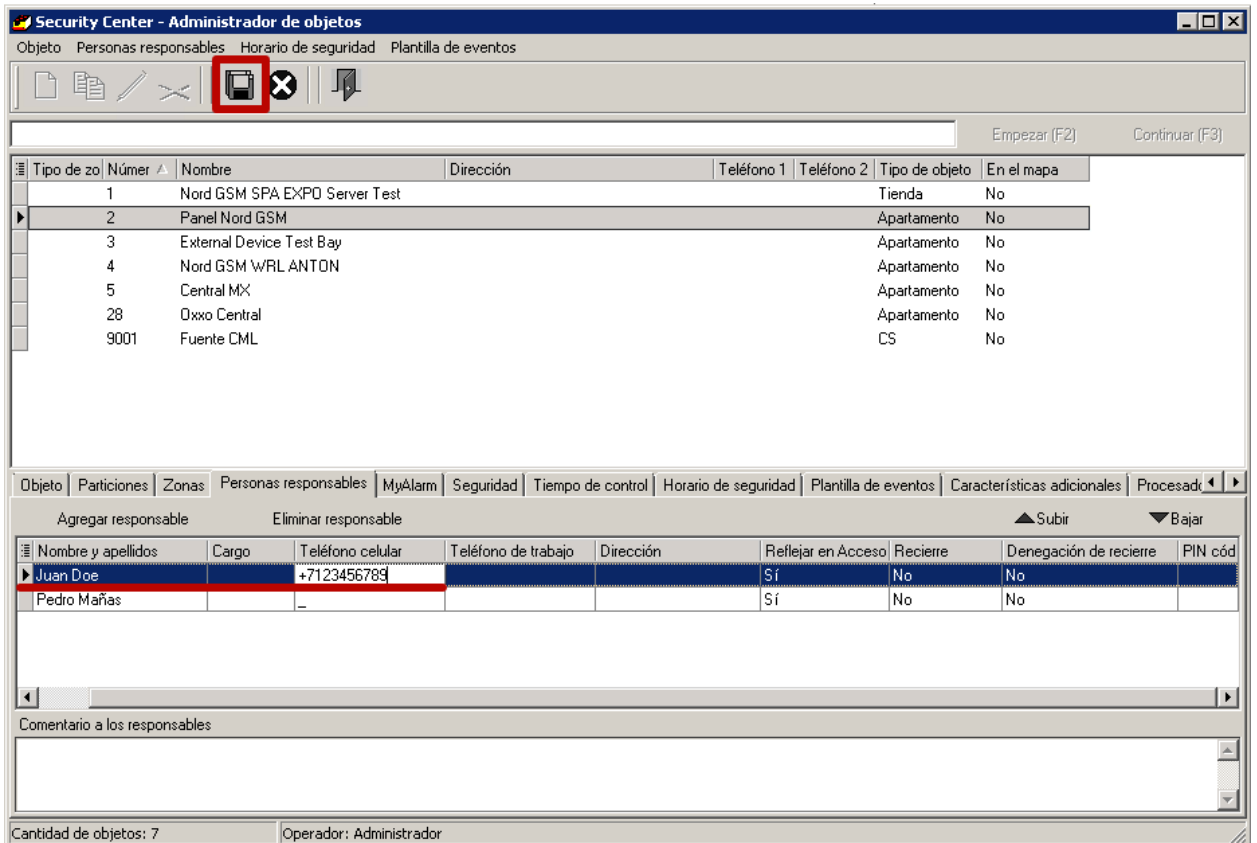 Security Center - Administrador de objetos
Objeto Personas responsables Horario de seguridad Plantilla de eventos
Empezar (F2) Continuar (F3)
Tipo de zo Númer Nombre Dirección Teléfono 1 Teléfono 2 Tipo de objeto En el mapa
1 Nord GSM SPA EXPO Server Test Tienda No
2 Panel Nord GSM Apartamento No
3 External Device Test Bay Apartamento No
4 Nord GSM WRL ANTON Apartamento No
5 Central MX Apartamento No
28 Oxxo Central Apartamento No
9001 Fuente CML CS No
Objeto Particiones Zonas Personas responsables MyAlarm Seguridad Tiempo de control Horario de seguridad Plantilla de eventos Características adicionales Procesado
Agregar responsable Eliminar responsable Subir Bajar
Nombre y apellidos Cargo Teléfono celular Teléfono de trabajo Dirección Reflejar en Acceso Recierre Denegación de recierre PIN cód
Juan Doe +7123456789 Sí No No
Pedro Mañas _ Sí No No
Comentario a los responsables
Cantidad de objetos: 7 Operador: Administrador